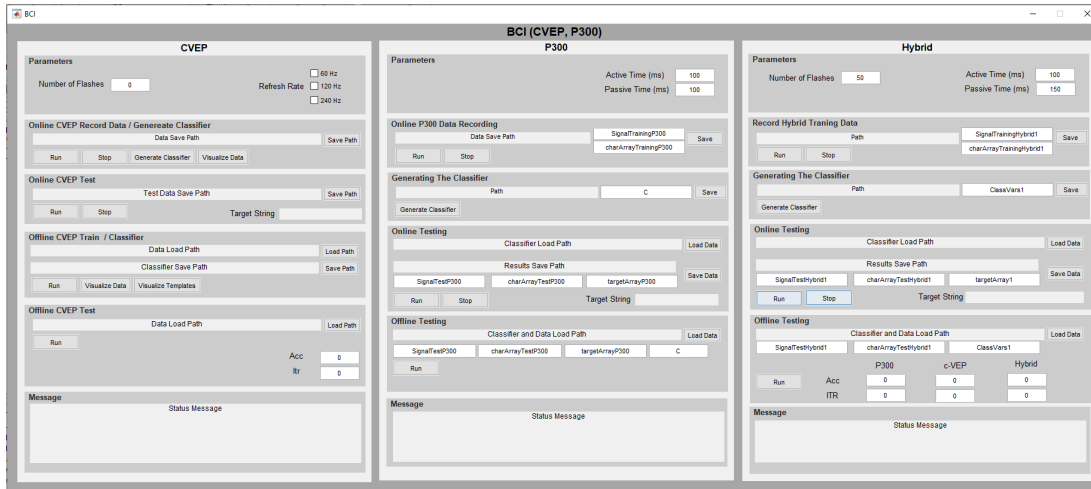 BCI
BCI (CVEP, P300)
CVEP
Parameters
Number of Flashes 0
Refresh Rate
60 Hz
120 Hz
240 Hz
Online CVEP Record Data / Genereate Classifier
Data Save Path Save Path
Run Stop Generate Classifier Visualize Data
Online CVEP Test
Test Data Save Path Save Path
Run Stop Target String
Offline CVEP Train / Classifier
Data Load Path Load Path
Classifier Save Path Save Path
Run Visualize Data Visualize Templates
Offline CVEP Test
Data Load Path Load Path
Run
Acc 0
Itr 0
Message
Status Message
P300
Parameters
Active Time (ms) 100
Passive Time (ms) 100
Online P300 Data Recording
Data Save Path SignalTrainingP300 Save
charArrayTrainingP300
Run Stop
Generating The Classifier
Path C Save
Generate Classifier
Online Testing
Classifier Load Path Load Data
Results Save Path Save Data
SignalTestP300 charArrayTestP300 targetArrayP300
Run Stop Target String
Offline Testing
Classifier and Data Load Path Load Data
SignalTestP300 charArrayTestP300 targetArrayP300 C
Run
Message
Status Message
Hybrid
Parameters
Number of Flashes 50
Active Time (ms) 100
Passive Time (ms) 150
Record Hybrid Traning Data
Path SignalTrainingHybrid1 Save
charArrayTrainingHybrid1
Run Stop
Generating The Classifier
Path ClassVars1 Save
Generate Classifier
Online Testing
Classifier Load Path Load Data
Results Save Path Save Data
SignalTestHybrid1 charArrayTestHybrid1 targetArray1
Run Stop Target String
Offline Testing
Classifier and Data Load Path Load Data
SignalTestHybrid1 charArrayTestHybrid1 ClassVars1
P300 c-VEP Hybrid
Run Acc 0 0 0
ITR 0 0 0
Message
Status Message